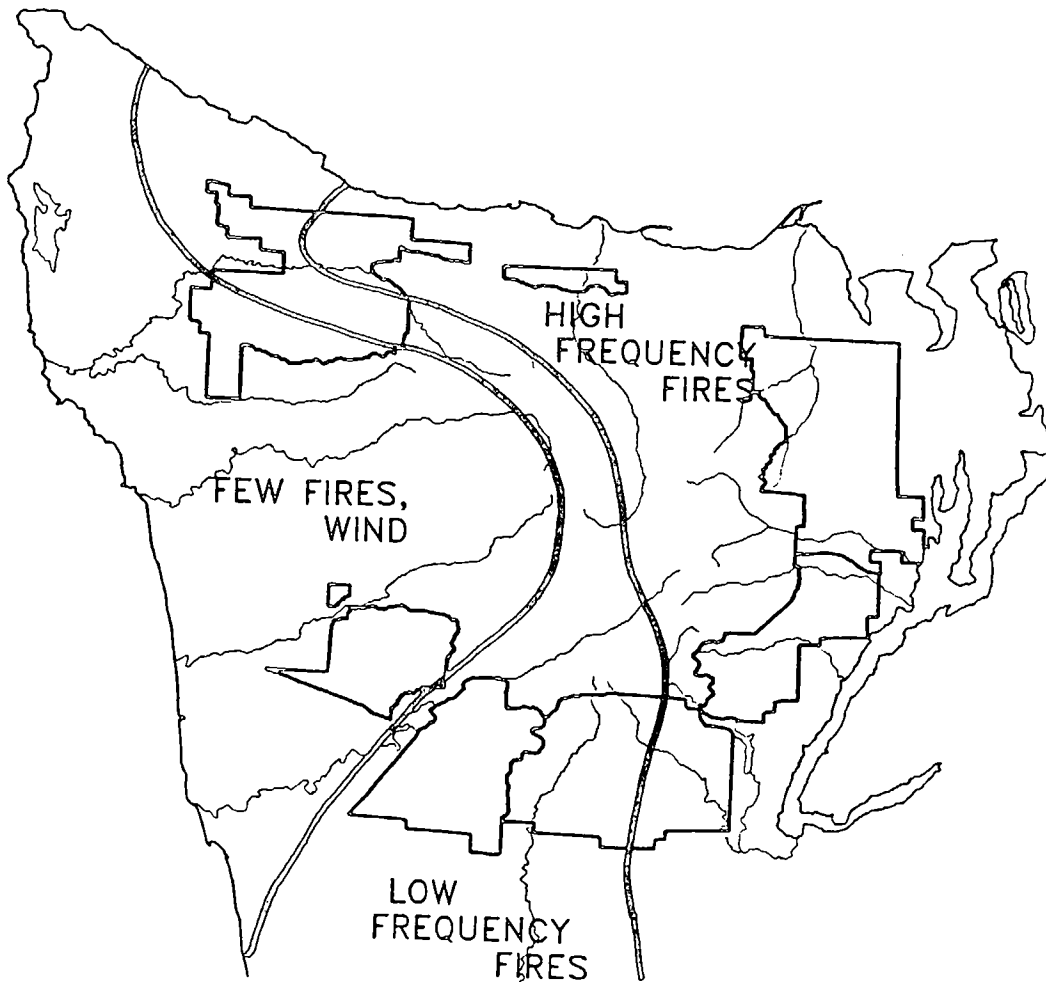 HIGH
FREQUENCY
FIRES
FEW FIRES,
WIND
LOW
FREQUENCY
FIRES